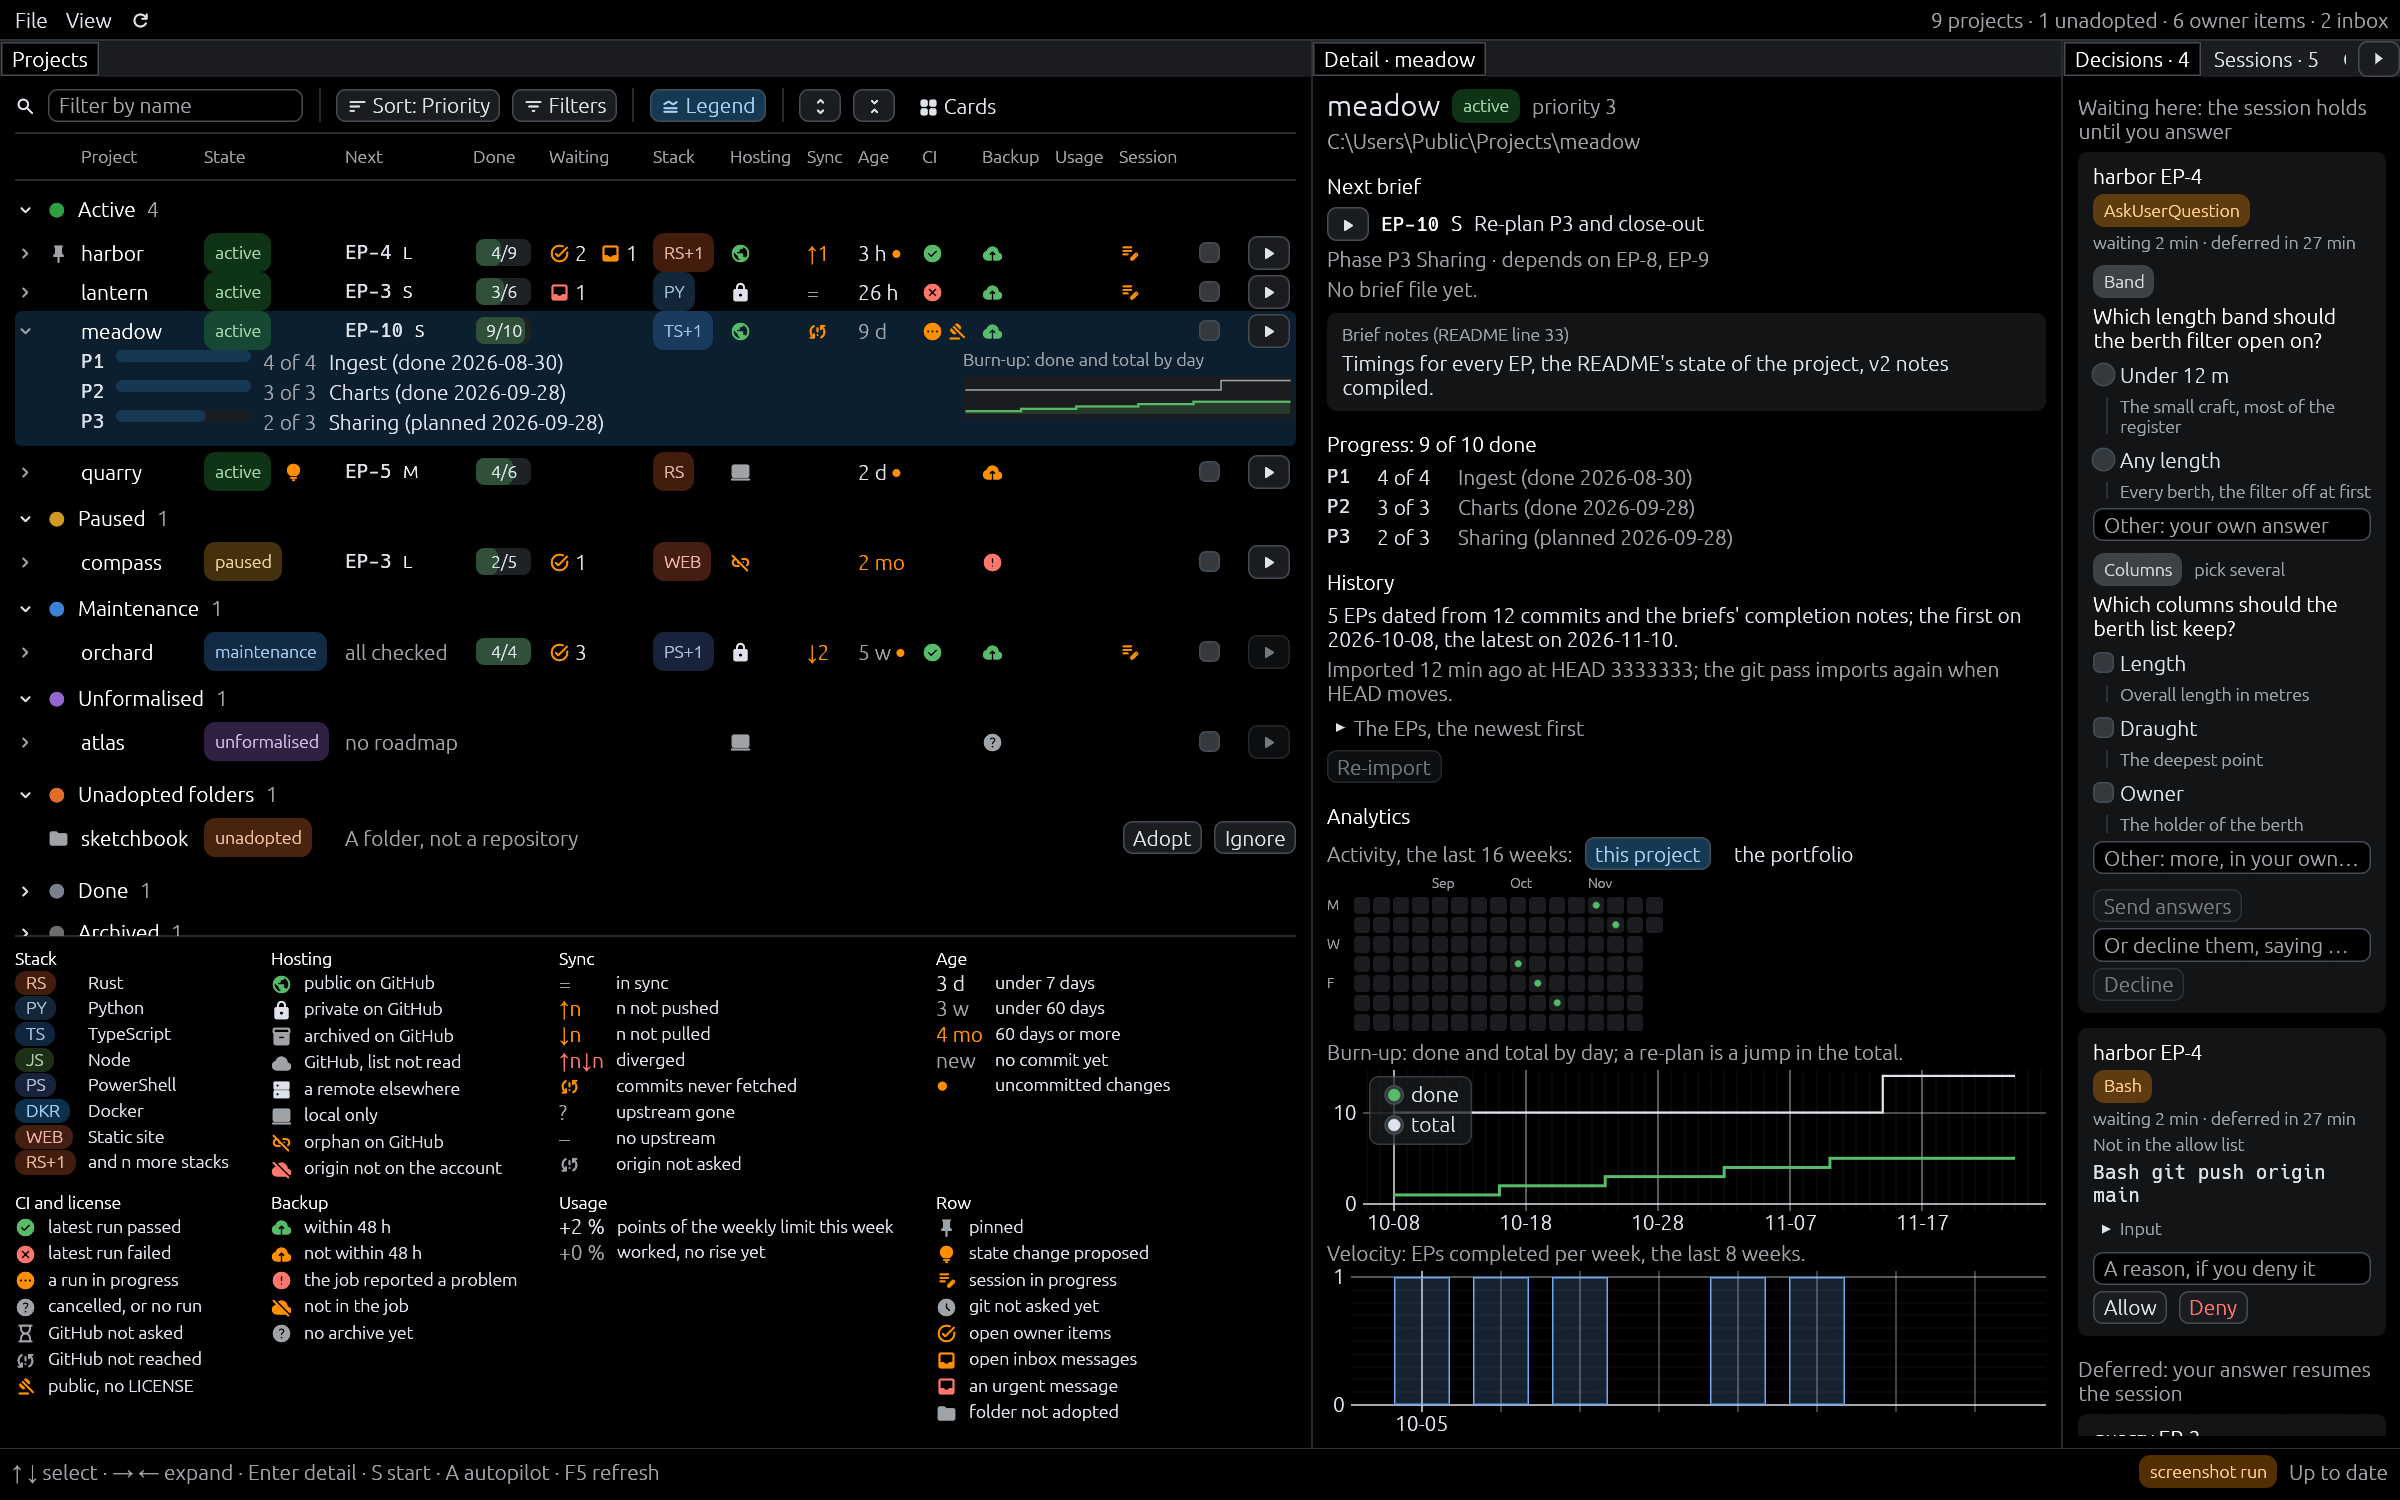 File View
9 projects · 1 unadopted · 6 owner items · 2 inbox
Projects
Filter by name
Sort: Priority
Filters
Legend
Cards
Project State Next Done Waiting Stack Hosting Sync Age CI Backup Usage Session
Active 4
harbor active EP-4 L 4/9 2 1 RS+1 ↑1 3 h
lantern active EP-3 S 3/6 1 PY = 26 h
meadow active EP-10 S 9/10 TS+1 9 d
P1 4 of 4 Ingest (done 2026-08-30)
P2 3 of 3 Charts (done 2026-09-28)
P3 2 of 3 Sharing (planned 2026-09-28)
Burn-up: done and total by day
quarry active EP-5 M 4/6 RS 2 d
Paused 1
compass paused EP-3 L 2/5 1 WEB 2 mo
Maintenance 1
orchard maintenance all checked 4/4 3 PS+1 ↓2 5 w
Unformalised 1
atlas unformalised no roadmap
Unadopted folders 1
sketchbook unadopted A folder, not a repository Adopt Ignore
Done 1
Archived 1
Stack
RS Rust
PY Python
TS TypeScript
JS Node
PS PowerShell
DKR Docker
WEB Static site
RS+1 and n more stacks
Hosting
public on GitHub
private on GitHub
archived on GitHub
GitHub, list not read
a remote elsewhere
local only
orphan on GitHub
origin not on the account
Sync
= in sync
↑n n not pushed
↓n n not pulled
↑n↓n diverged
commits never fetched
? upstream gone
– no upstream
origin not asked
Age
3 d under 7 days
3 w under 60 days
4 mo 60 days or more
new no commit yet
uncommitted changes
CI and license
latest run passed
latest run failed
a run in progress
cancelled, or no run
GitHub not asked
GitHub not reached
public, no LICENSE
Backup
within 48 h
not within 48 h
the job reported a problem
not in the job
no archive yet
Usage
+2 % points of the weekly limit this week
+0 % worked, no rise yet
Row
pinned
state change proposed
session in progress
git not asked yet
open owner items
open inbox messages
an urgent message
folder not adopted
Detail · meadow
meadow active priority 3
C:\Users\Public\Projects\meadow
Next brief
EP-10 S Re-plan P3 and close-out
Phase P3 Sharing · depends on EP-8, EP-9
No brief file yet.
Brief notes (README line 33)
Timings for every EP, the README's state of the project, v2 notes
compiled.
Progress: 9 of 10 done
P1 4 of 4 Ingest (done 2026-08-30)
P2 3 of 3 Charts (done 2026-09-28)
P3 2 of 3 Sharing (planned 2026-09-28)
History
5 EPs dated from 12 commits and the briefs' completion notes; the first on
2026-10-08, the latest on 2026-11-10.
Imported 12 min ago at HEAD 3333333; the git pass imports again when
HEAD moves.
The EPs, the newest first
Re-import
Analytics
Activity, the last 16 weeks: this project the portfolio
Sep Oct Nov
M
W
F
Burn-up: done and total by day; a re-plan is a jump in the total.
done
total
10
0
10-08 10-18 10-28 11-07 11-17
Velocity: EPs completed per week, the last 8 weeks.
1
0
10-05
Decisions · 4 Sessions · 5
Waiting here: the session holds
until you answer
harbor EP-4
AskUserQuestion
waiting 2 min · deferred in 27 min
Band
Which length band should
the berth filter open on?
Under 12 m
The small craft, most of the
register
Any length
Every berth, the filter off at first
Other: your own answer
Columns pick several
Which columns should the
berth list keep?
Length
Overall length in metres
Draught
The deepest point
Owner
The holder of the berth
Other: more, in your own…
Send answers
Or decline them, saying …
Decline
harbor EP-4
Bash
waiting 2 min · deferred in 27 min
Not in the allow list
Bash git push origin
main
Input
A reason, if you deny it
Allow Deny
Deferred: your answer resumes
the session
↑↓ select · →← expand · Enter detail · S start · A autopilot · F5 refresh
screenshot run Up to date